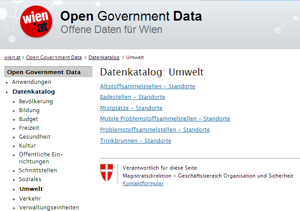 wien.at
Open Government Data
Offene Daten für Wien
wien.at > Open Government Data > Datenkatalog > Umwelt
Open Government Data
Anwendungen
Datenkatalog
Bevölkerung
Bildung
Budget
Freizeit
Gesundheit
Kultur
Öffentliche Ein-
richtungen
Schnittstellen
Soziales
Umwelt
Verkehr
Verwaltungseinheiten
Datenkatalog: Umwelt
Altstoffsammelstellen – Standorte
Badestellen – Standorte
Mistplätze – Standorte
Mobile Problemstoffsammelstellen – Standorte
Problemstoffsammelstellen – Standorte
Trinkbrunnen – Standorte
Verantwortlich für diese Seite:
Magistratsdirektion – Geschäftsbereich Organisation und Sicherheit
Kontaktformular